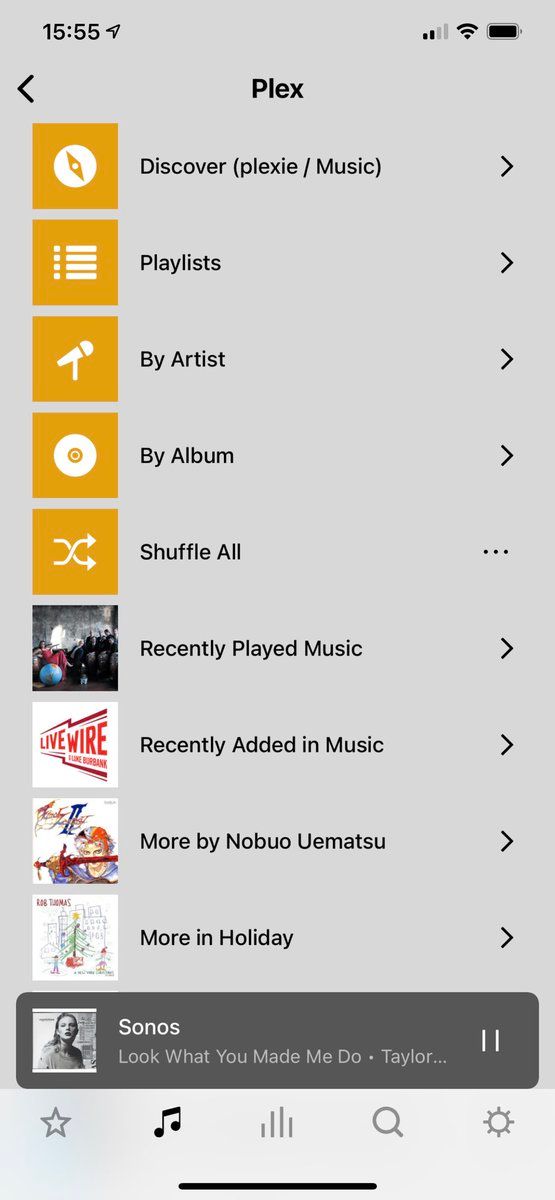 15:55
Plex
Discover (plexie / Music)
Playlists
By Artist
By Album
Shuffle All
Recently Played Music
LIVE WIRE
LUKE BURBANK
Recently Added in Music
II
More by Nobuo Uematsu
ROB THOMAS
More in Holiday
Sonos
Look What You Made Me Do • Taylor...